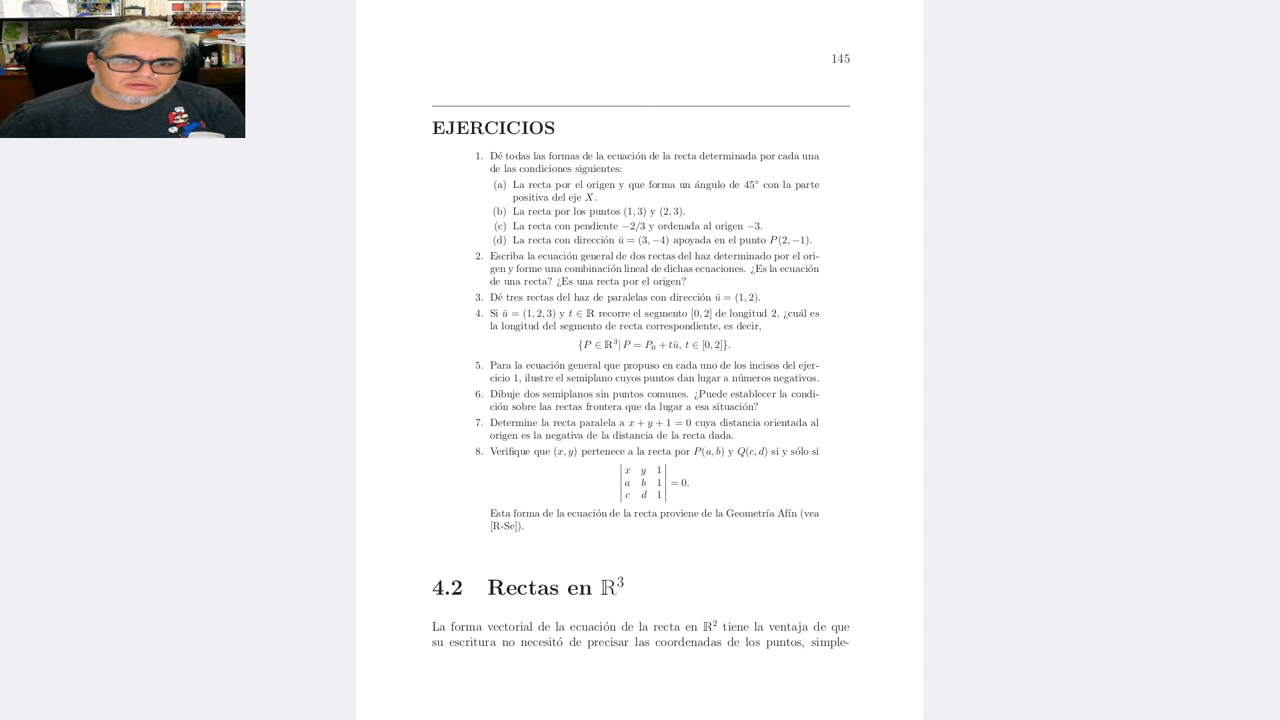 145
EJERCICIOS
1. Dé todas las formas de la ecuación de la recta determinada por cada una
de las condiciones siguientes:
(a) La recta por el origen y que forma un ángulo de 45° con la parte
positiva del eje X.
(b) La recta por los puntos (1, 3) y (2, 3).
(c) La recta con pendiente −2/3 y ordenada al origen −3.
(d) La recta con dirección ū = (3, −4) apoyada en el punto P(2, −1).
2. Escriba la ecuación general de dos rectas del haz determinado por el ori-
gen y forme una combinación lineal de dichas ecuaciones. ¿Es la ecuación
de una recta? ¿Es una recta por el origen?
3. Dé tres rectas del haz de paralelas con dirección ū = (1, 2).
4. Si ū = (1, 2, 3) y t ∈ ℝ recorre el segmento [0, 2] de longitud 2, ¿cuál es
la longitud del segmento de recta correspondiente, es decir,
{P ∈ ℝ³| P = P₀ + tū, t ∈ [0, 2]}.
5. Para la ecuación general que propuso en cada uno de los incisos del ejer-
cicio 1, ilustre el semiplano cuyos puntos dan lugar a números negativos.
6. Dibuje dos semiplanos sin puntos comunes. ¿Puede establecer la condi-
ción sobre las rectas frontera que da lugar a esa situación?
7. Determine la recta paralela a x + y + 1 = 0 cuya distancia orientada al
origen es la negativa de la distancia de la recta dada.
8. Verifique que (x, y) pertenece a la recta por P(a, b) y Q(c, d) si y sólo si
x y 1
a b 1 = 0.
c d 1
Esta forma de la ecuación de la recta proviene de la Geometría Afín (vea
[R-Se]).
4.2 Rectas en ℝ³
La forma vectorial de la ecuación de la recta en ℝ² tiene la ventaja de que
su escritura no necesitó de precisar las coordenadas de los puntos, simple-